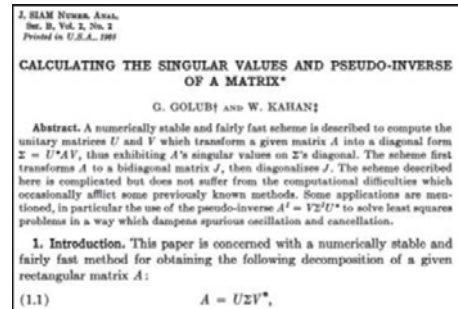 J. SIAM NUMER. ANAL.
Ser. B, Vol. 2, No. 2
Printed in U.S.A., 1965
CALCULATING THE SINGULAR VALUES AND PSEUDO-INVERSE
OF A MATRIX*
G. GOLUB† AND W. KAHAN‡
Abstract. A numerically stable and fairly fast scheme is described to compute the
unitary matrices U and V which transform a given matrix A into a diagonal form
Σ = U*AV, thus exhibiting A's singular values on Σ's diagonal. The scheme first
transforms A to a bidiagonal matrix J, then diagonalizes J. The scheme described
here is complicated but does not suffer from the computational difficulties which
occasionally afflict some previously known methods. Some applications are men-
tioned, in particular the use of the pseudo-inverse Aᴵ = VΣᴵU* to solve least squares
problems in a way which dampens spurious oscillation and cancellation.
1. Introduction. This paper is concerned with a numerically stable and
fairly fast method for obtaining the following decomposition of a given
rectangular matrix A:
(1.1) A = UΣV*,